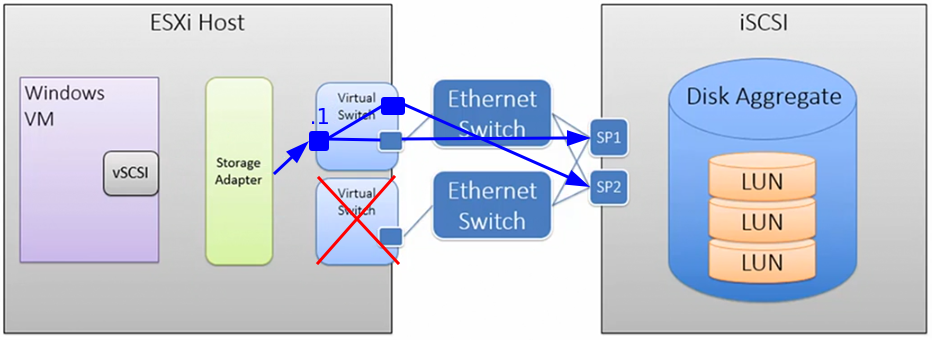 ESXi Host
iSCSI
Windows
VM
vSCSI
Storage
Adapter
Virtual
Switch
.1
Virtual
Switch
Ethernet
Switch
Ethernet
Switch
SP1
SP2
Disk Aggregate
LUN
LUN
LUN